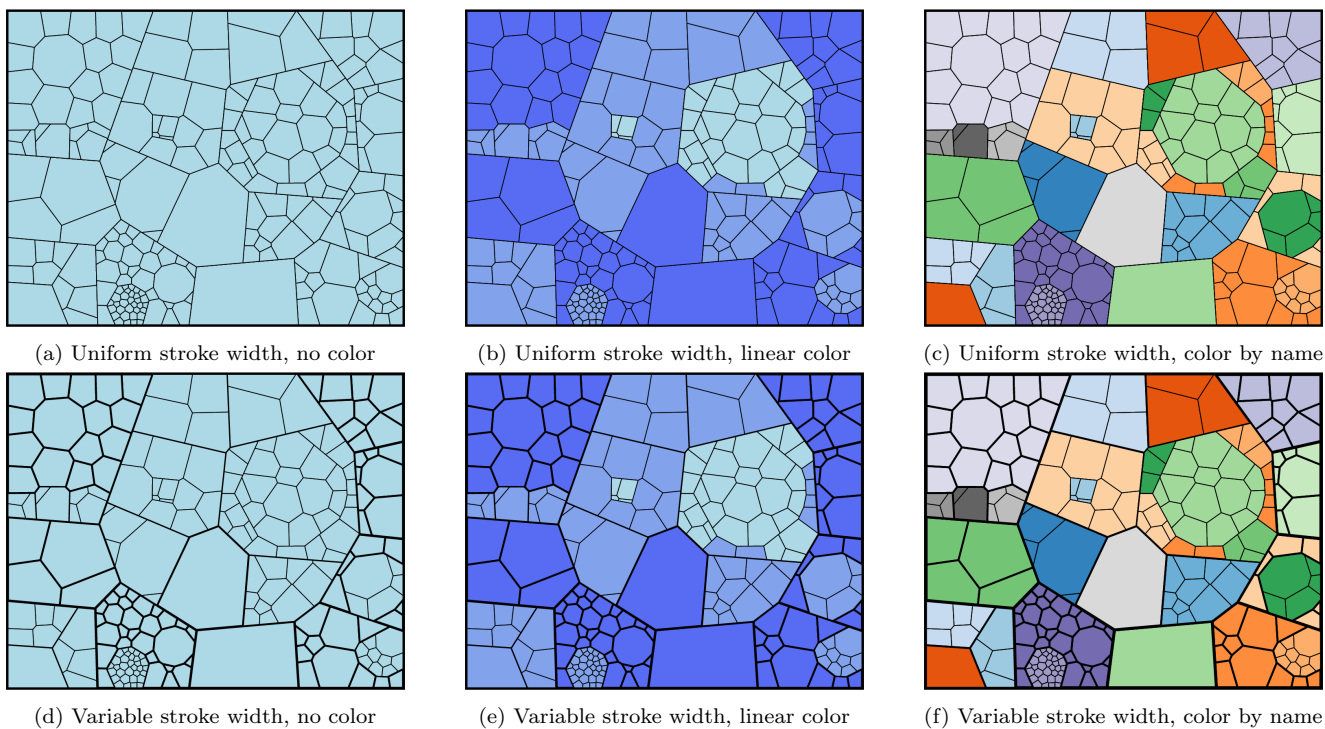 (a) Uniform stroke width, no color
(b) Uniform stroke width, linear color
(c) Uniform stroke width, color by name
(d) Variable stroke width, no color
(e) Variable stroke width, linear color
(f) Variable stroke width, color by name